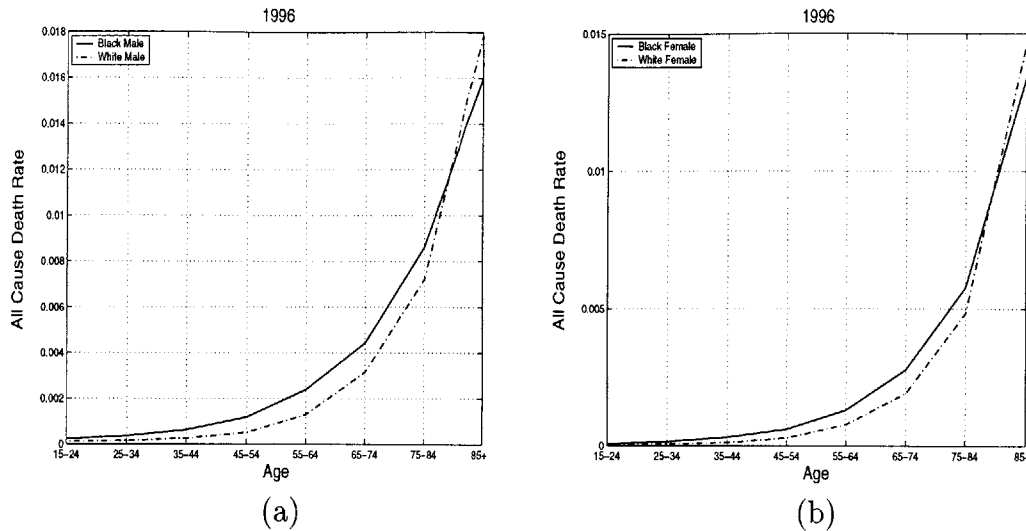 1996
Black Male
White Male
All Cause Death Rate
0.018
0.016
0.014
0.012
0.01
0.008
0.006
0.004
0.002
0
15–24 25–34 35–44 45–54 55–64 65–74 75–84 85+
Age
(a)
1996
Black Female
White Female
All Cause Death Rate
0.015
0.01
0.005
0
15–24 25–34 35–44 45–54 55–64 65–74 75–84 85+
Age
(b)